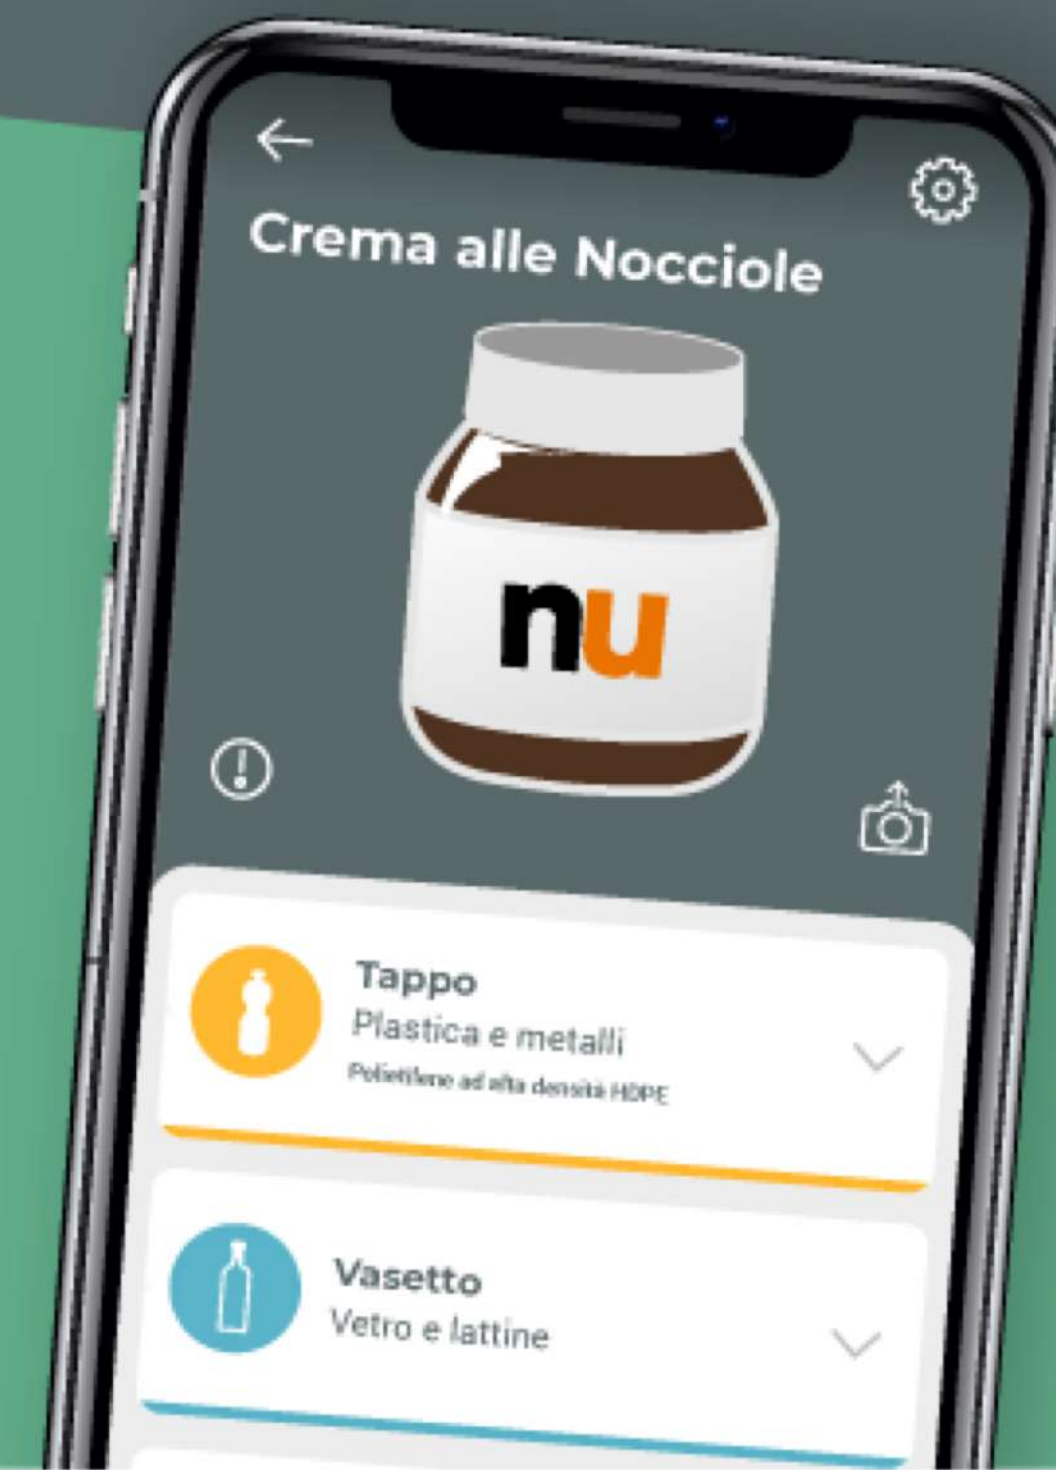 Crema alle Nocciole
nu
Tappo
Plastica e metalli
Polietilene ad alta densità HDPE
Vasetto
Vetro e lattine